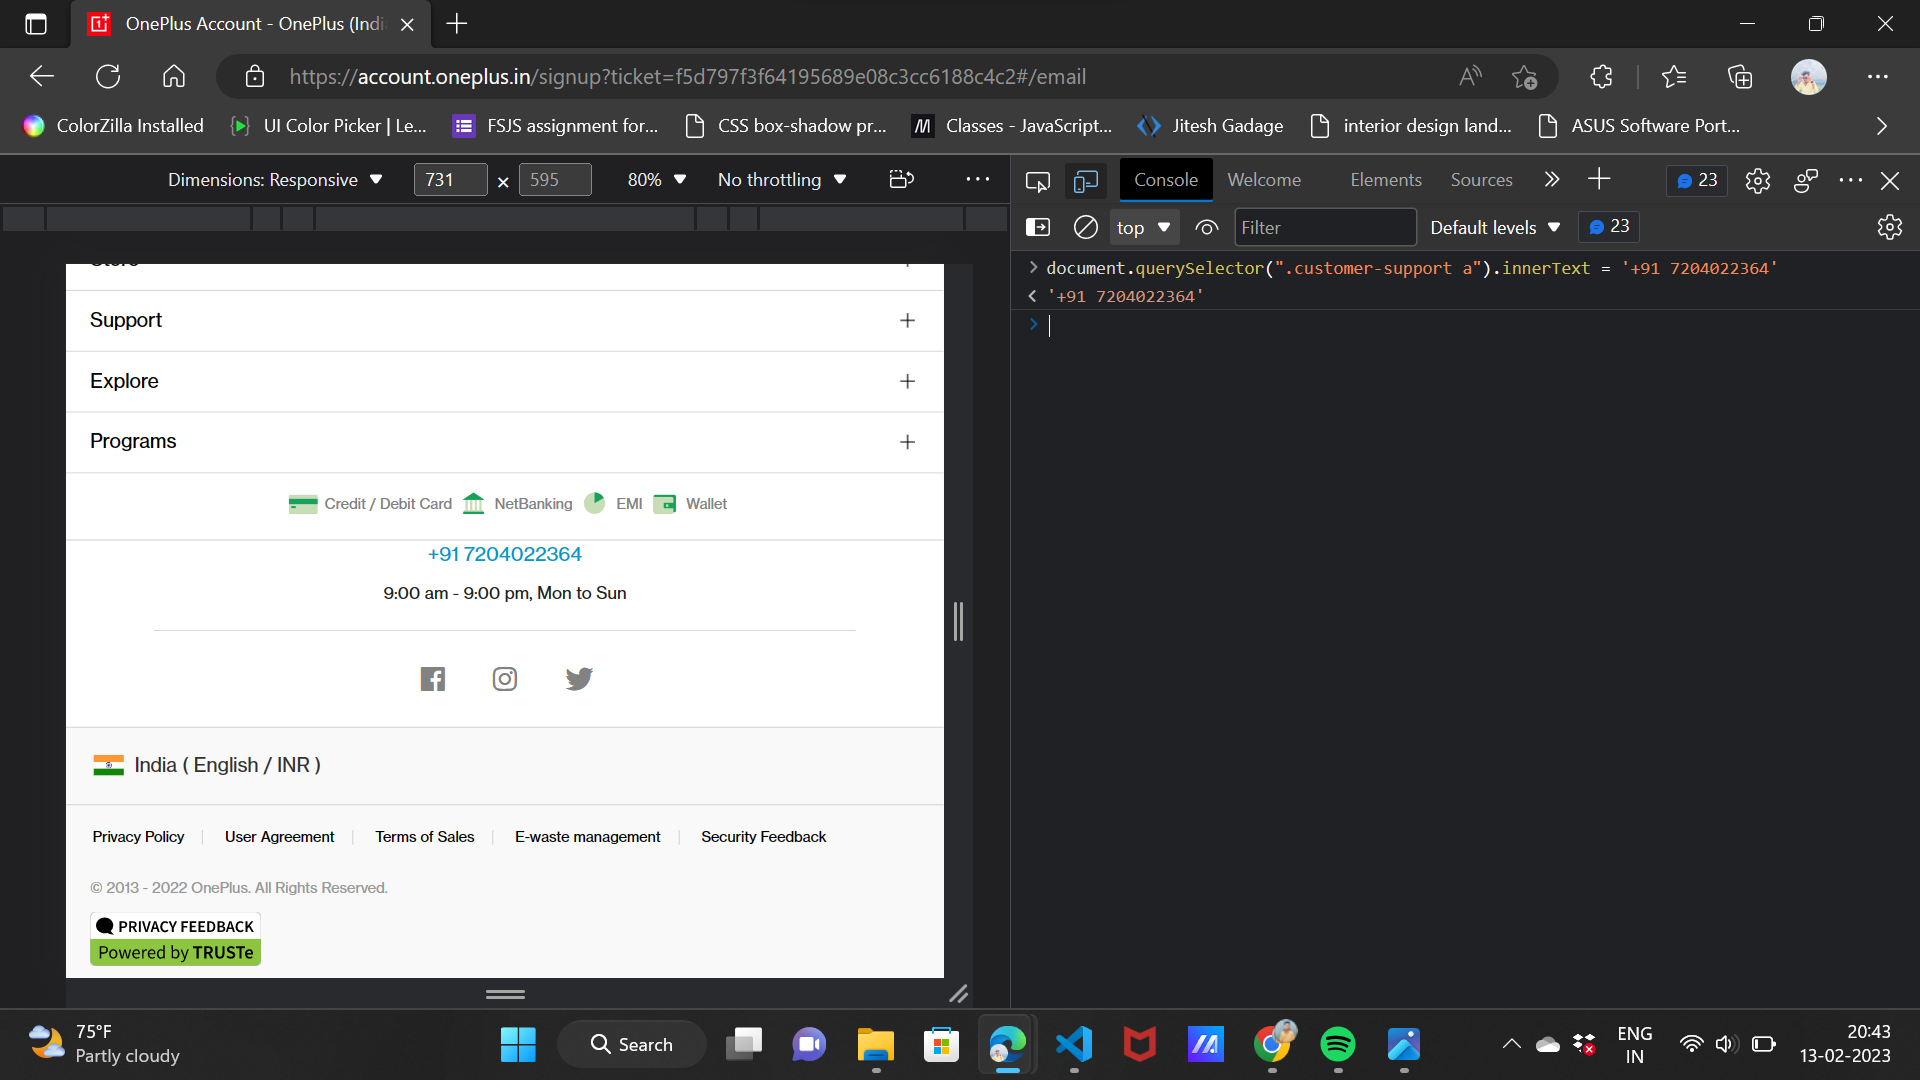 OnePlus Account - OnePlus (Indi
https://account.oneplus.in/signup?ticket=f5d797f3f64195689e08c3cc6188c4c2#/email
ColorZilla Installed
UI Color Picker | Le...
FSJS assignment for...
CSS box-shadow pr...
Classes - JavaScript...
Jitesh Gadage
interior design land...
ASUS Software Port...
Dimensions: Responsive
731 × 595
80%
No throttling
Console
Welcome
Elements
Sources
23
top
Filter
Default levels
23
document.querySelector(".customer-support a").innerText = '+91 7204022364'
'+91 7204022364'
Store
Support
Explore
Programs
Credit / Debit Card NetBanking EMI Wallet
+91 7204022364
9:00 am - 9:00 pm, Mon to Sun
India ( English / INR )
Privacy Policy User Agreement Terms of Sales E-waste management Security Feedback
© 2013 - 2022 OnePlus. All Rights Reserved.
PRIVACY FEEDBACK
Powered by TRUSTe
75°F
Partly cloudy
Search
ENG
IN
20:43
13-02-2023